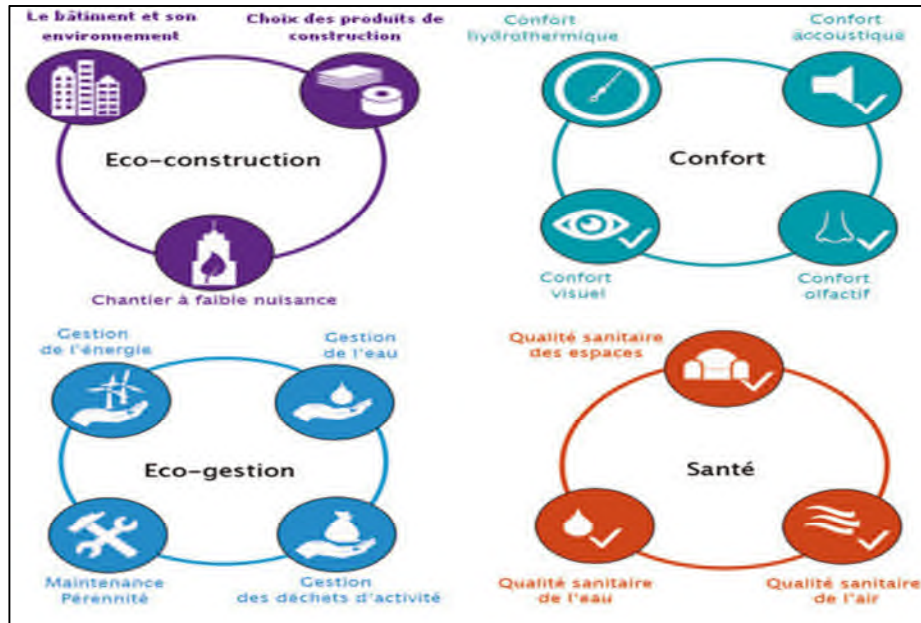 Le bâtiment et son
environnement
Choix des produits de
construction
Eco-construction
Chantier à faible nuisance
Confort
hydrothermique
Confort
accoustique
Confort
Confort
visuel
Confort
olfactif
Gestion
de l'énergie
Gestion
de l'eau
Eco-gestion
Maintenance
Pérennité
Gestion
des déchets d'activité
Qualité sanitaire
des espaces
Santé
Qualité sanitaire
de l'eau
Qualité sanitaire
de l'air